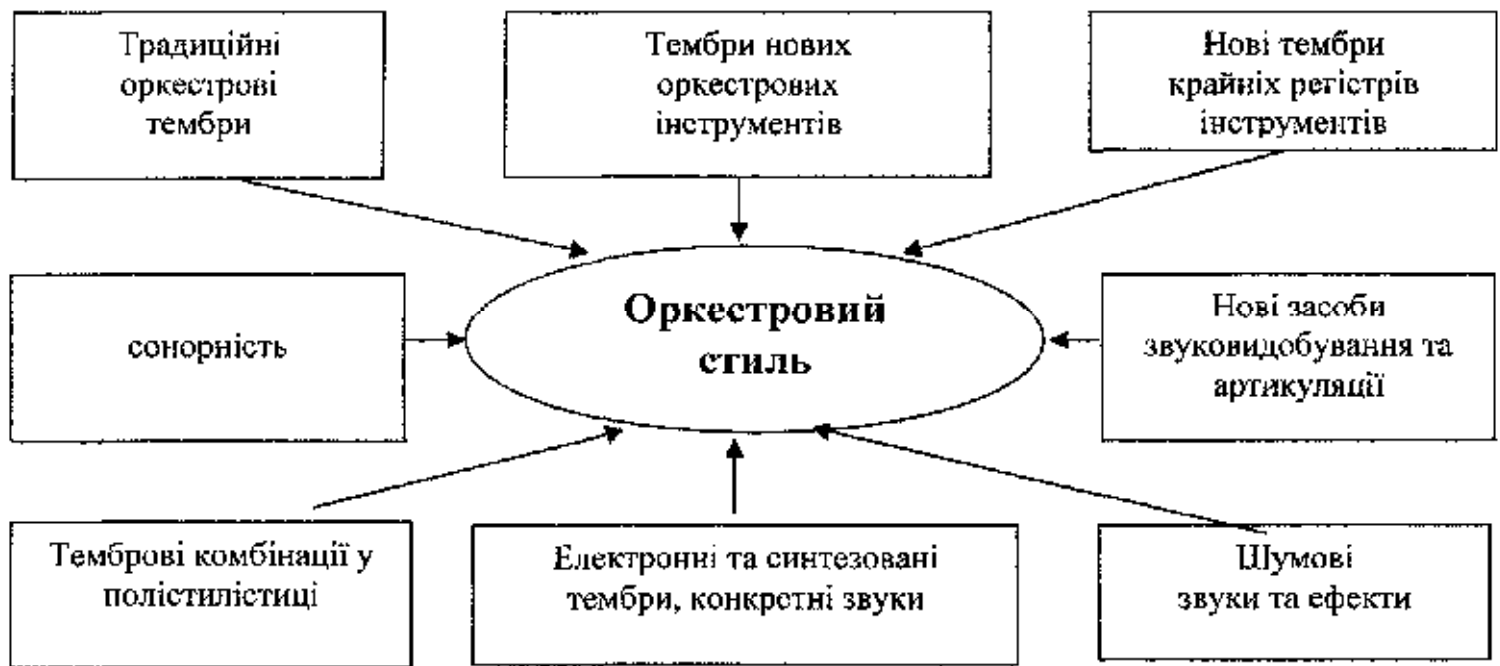 Традиційні
оркестрові
тембри
Тембри нових
оркестрових
інструментів
Нові тембри
крайніх регістрів
інструментів
сонорність
Оркестровий
стиль
Нові засоби
звуковидобування та
артикуляції
Темброві комбінації у
полістилістиці
Електронні та синтезовані
тембри, конкретні звуки
Шумові
звуки та ефекти